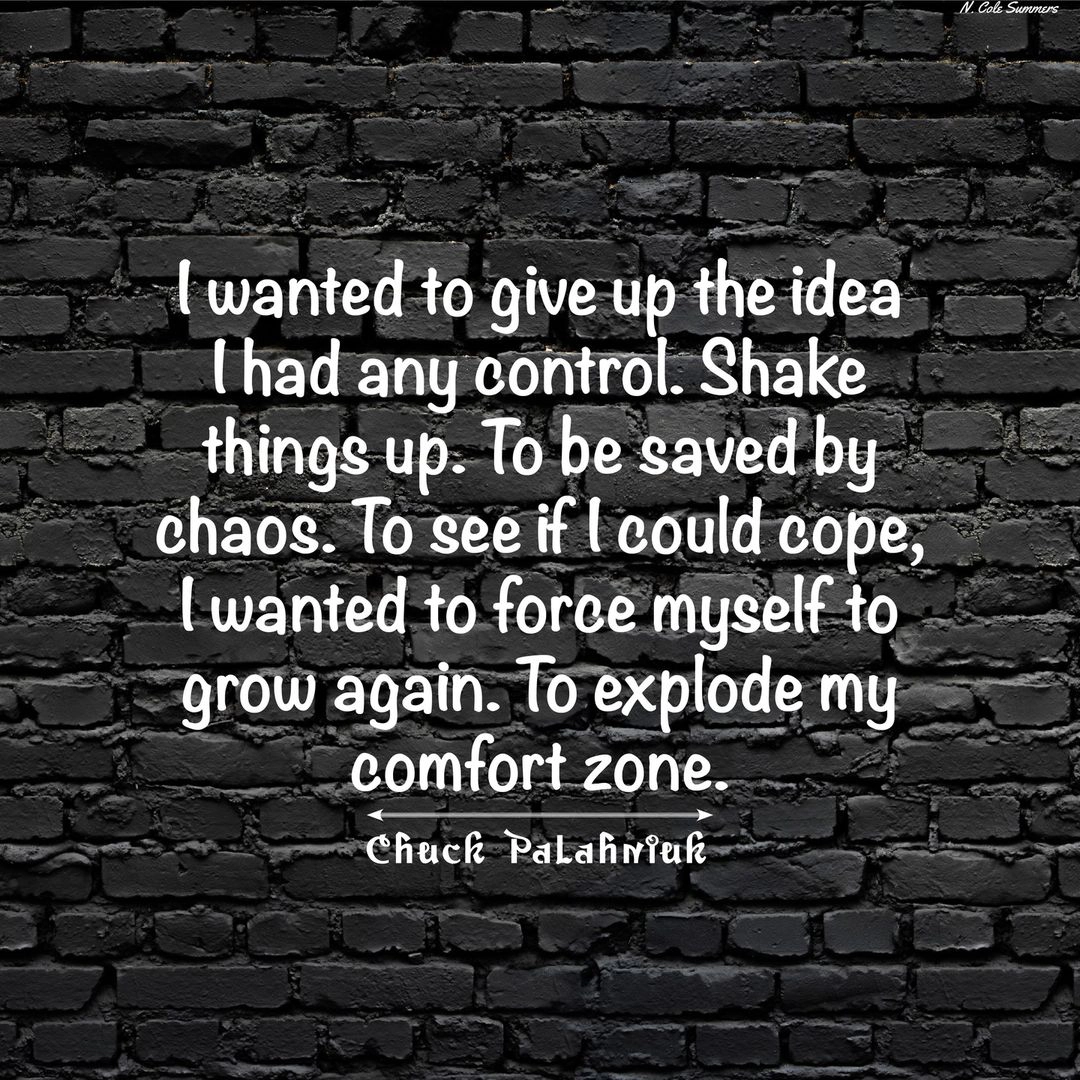 N. Cole Summers
I wanted to give up the idea
I had any control. Shake
things up. To be saved by
chaos. To see if I could cope,
I wanted to force myself to
grow again. To explode my
comfort zone.
Chuck Palahniuk